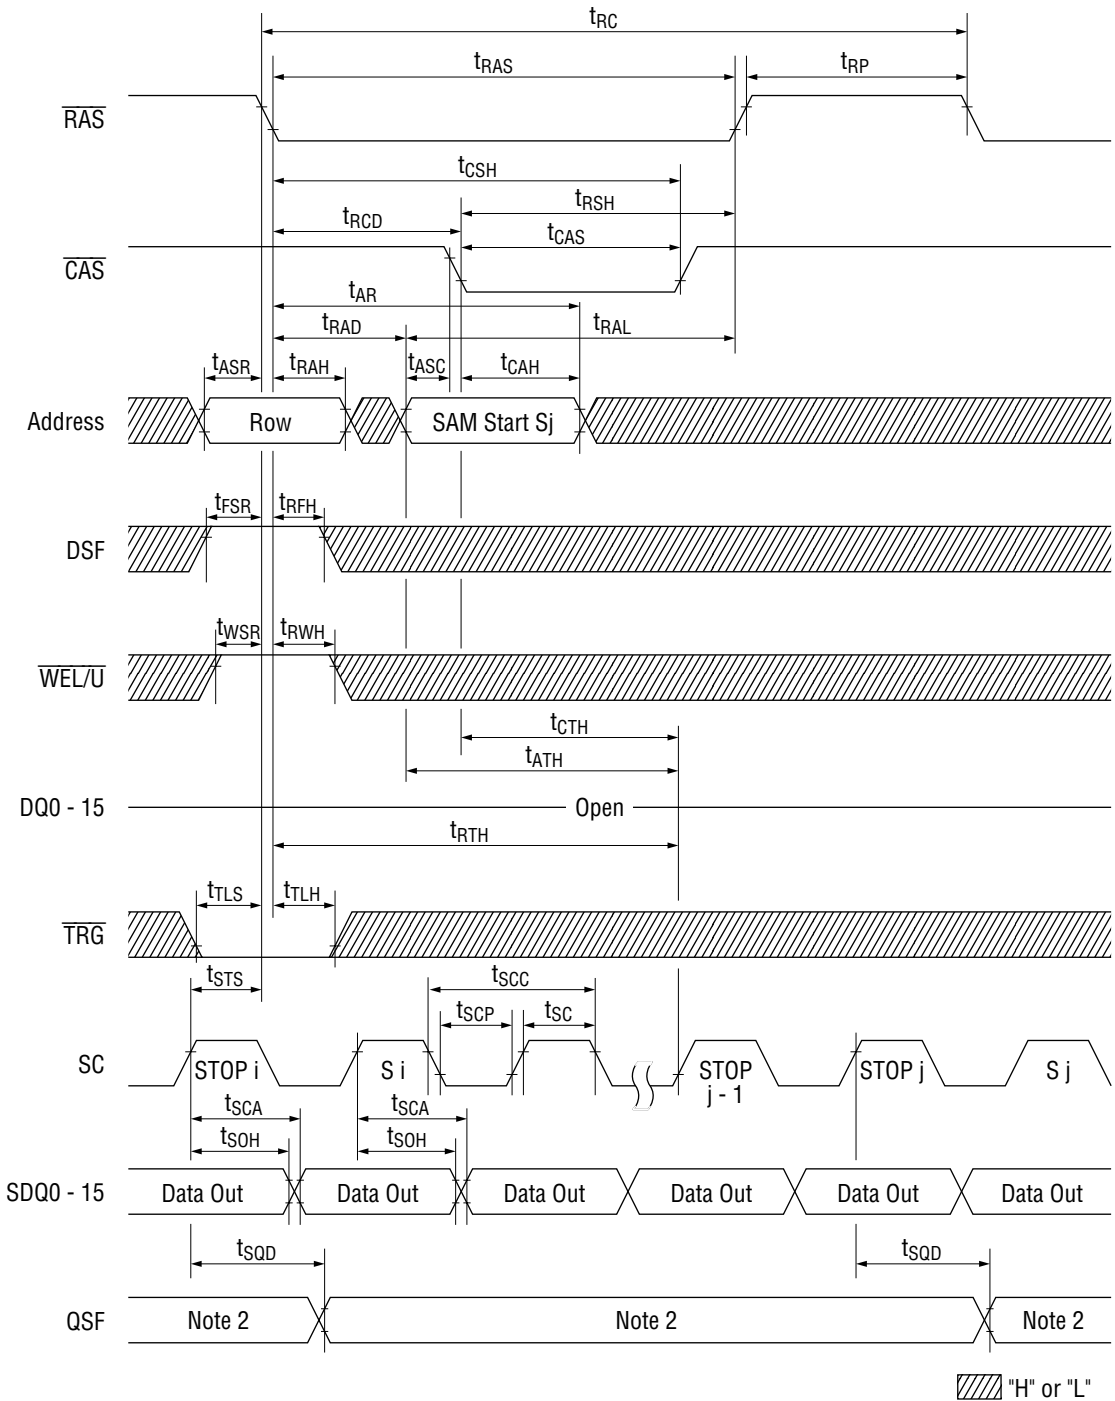 tRC
tRAS
tRP
RAS
tCSH
tRSH
tRCD
tCAS
CAS
tAR
tRAD
tRAL
tASR
tRAH
tASC
tCAH
Address
Row
SAM Start Sj
tFSR
tRFH
DSF
tWSR
tRWH
WEL/U
tCTH
tATH
DQ0 - 15
Open
tRTH
tTLS
tTLH
TRG
tSTS
tSCC
tSCP
tSC
SC
STOP i
S i
STOP
j - 1
STOP j
S j
tSCA
tSCA
tSOH
tSOH
SDQ0 - 15
Data Out
Data Out
Data Out
Data Out
Data Out
Data Out
tSQD
tSQD
QSF
Note 2
Note 2
Note 2
"H" or "L"